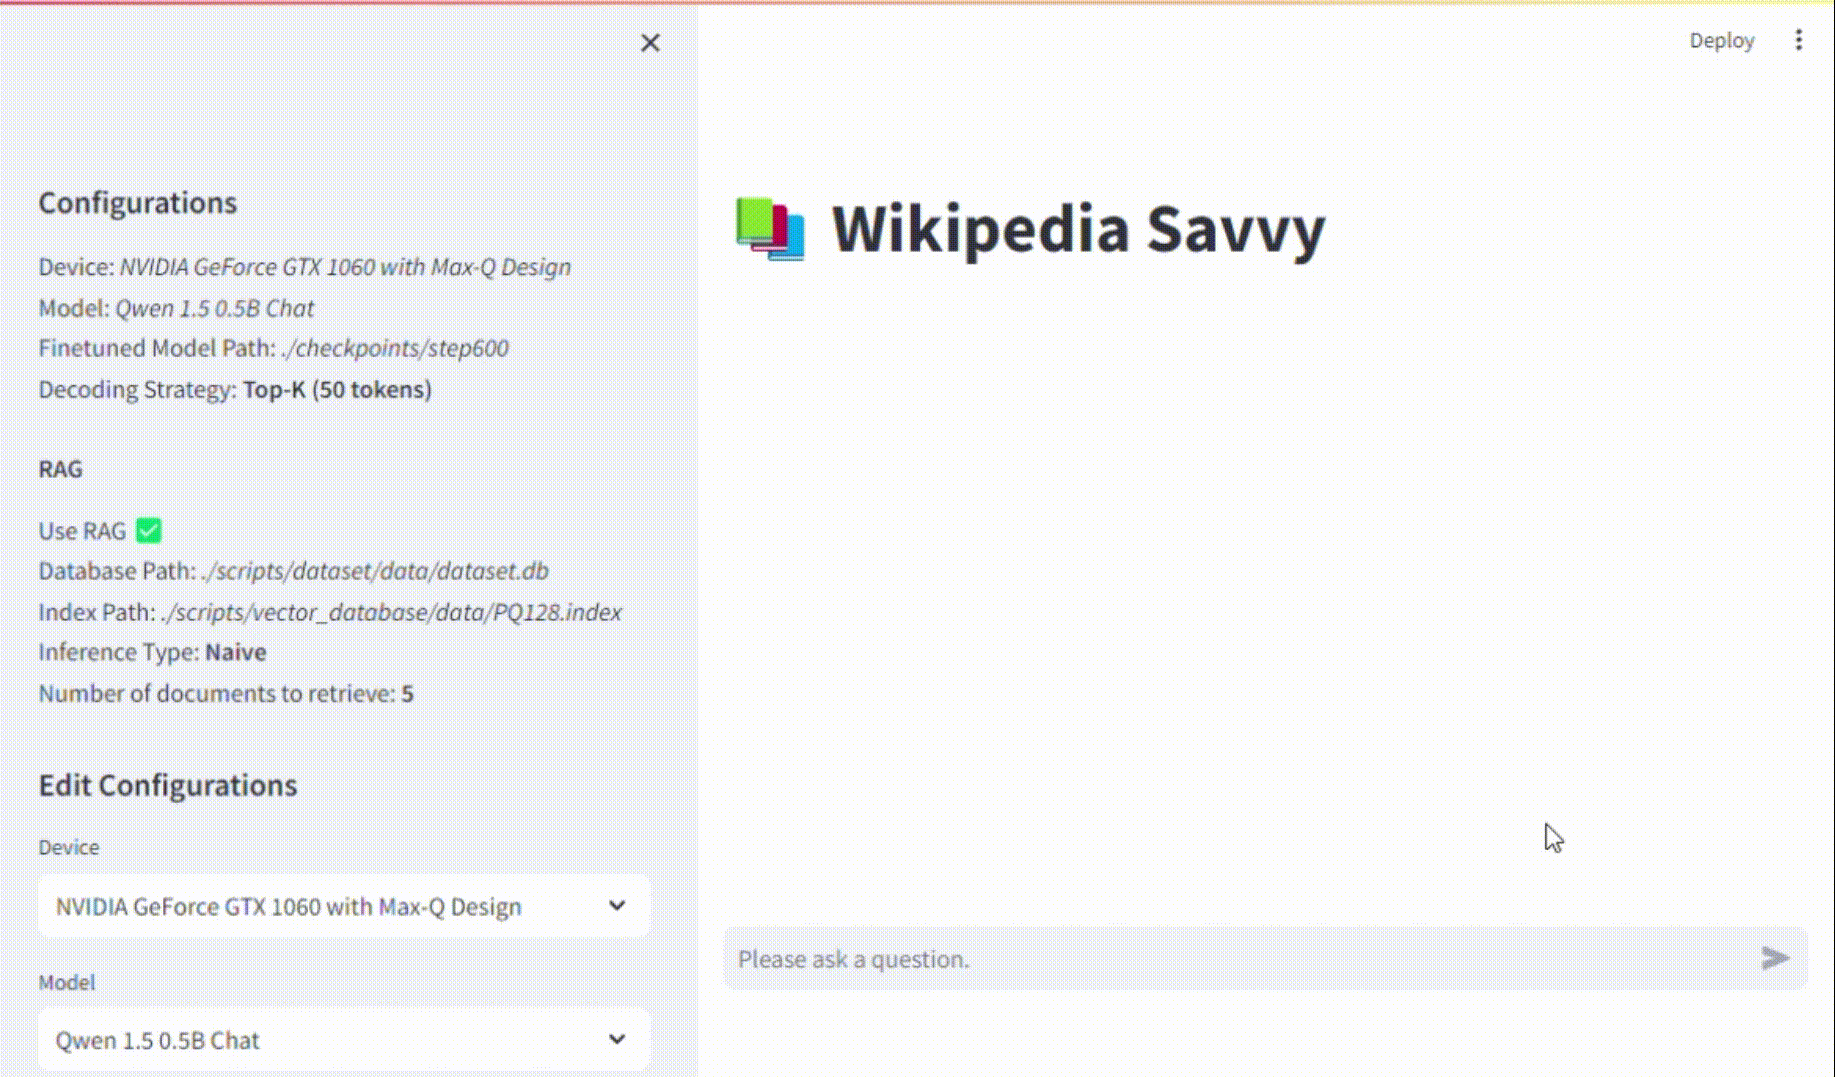 Configurations
Device: NVIDIA GeForce GTX 1060 with Max-Q Design
Model: Qwen 1.5 0.5B Chat
Finetuned Model Path: ./checkpoints/step600
Decoding Strategy: Top-K (50 tokens)
RAG
Use RAG ✅
Database Path: ./scripts/dataset/data/dataset.db
Index Path: ./scripts/vector_database/data/PQ128.index
Inference Type: Naive
Number of documents to retrieve: 5
Edit Configurations
Device
NVIDIA GeForce GTX 1060 with Max-Q Design
Model
Qwen 1.5 0.5B Chat
Deploy
Wikipedia Savvy
Please ask a question.